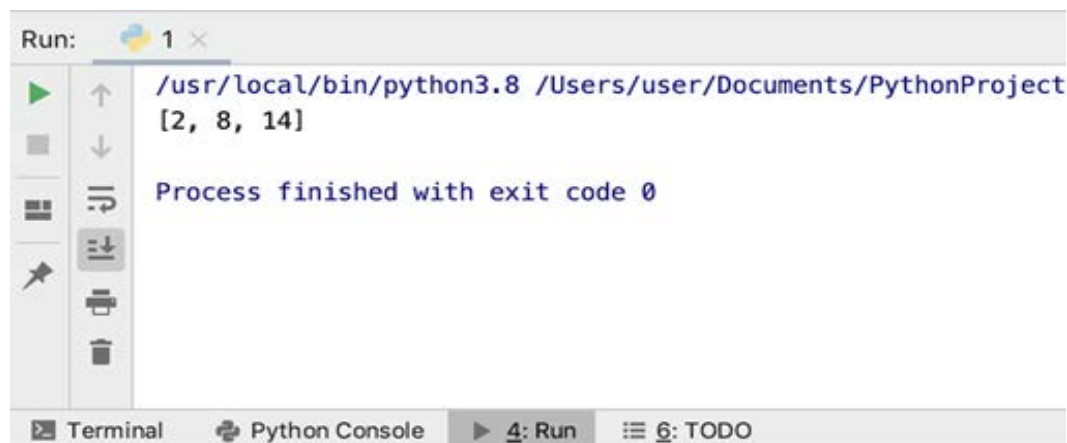 Run: 1
/usr/local/bin/python3.8 /Users/user/Documents/PythonProject
[2, 8, 14]
Process finished with exit code 0
Terminal Python Console 4: Run 6: TODO